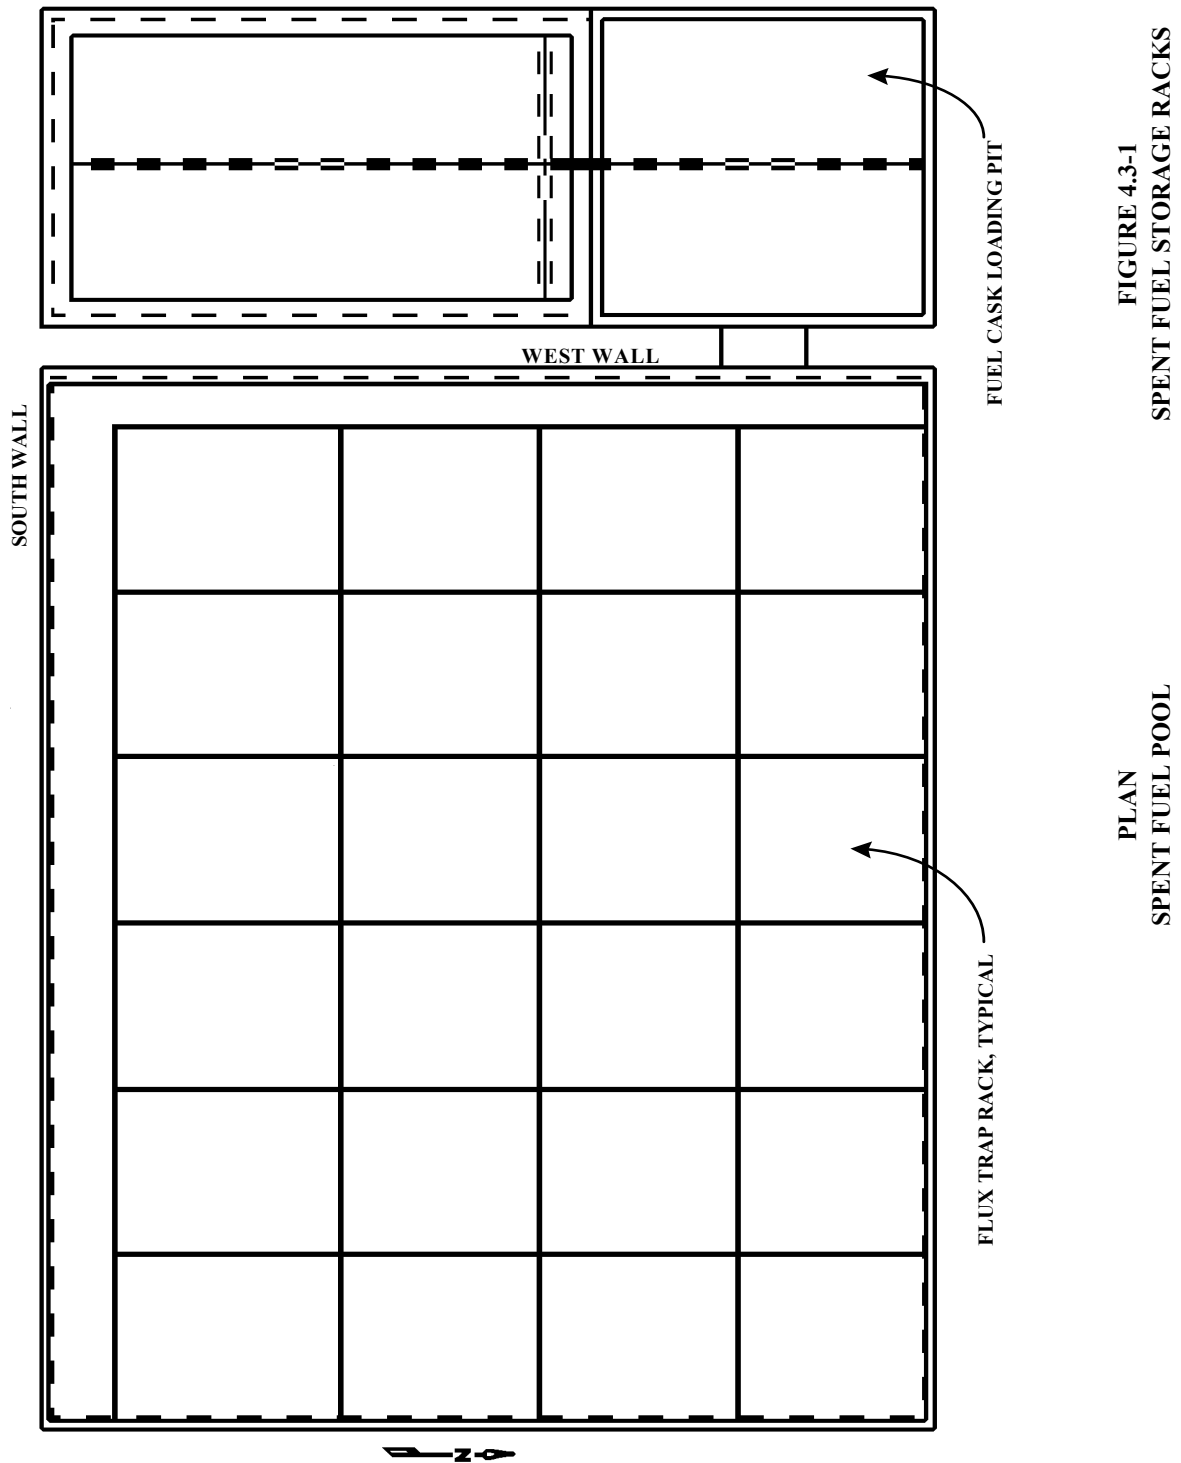 SOUTH WALL
WEST WALL
FUEL CASK LOADING PIT
FLUX TRAP RACK, TYPICAL
N
PLAN
SPENT FUEL POOL
FIGURE 4.3-1
SPENT FUEL STORAGE RACKS